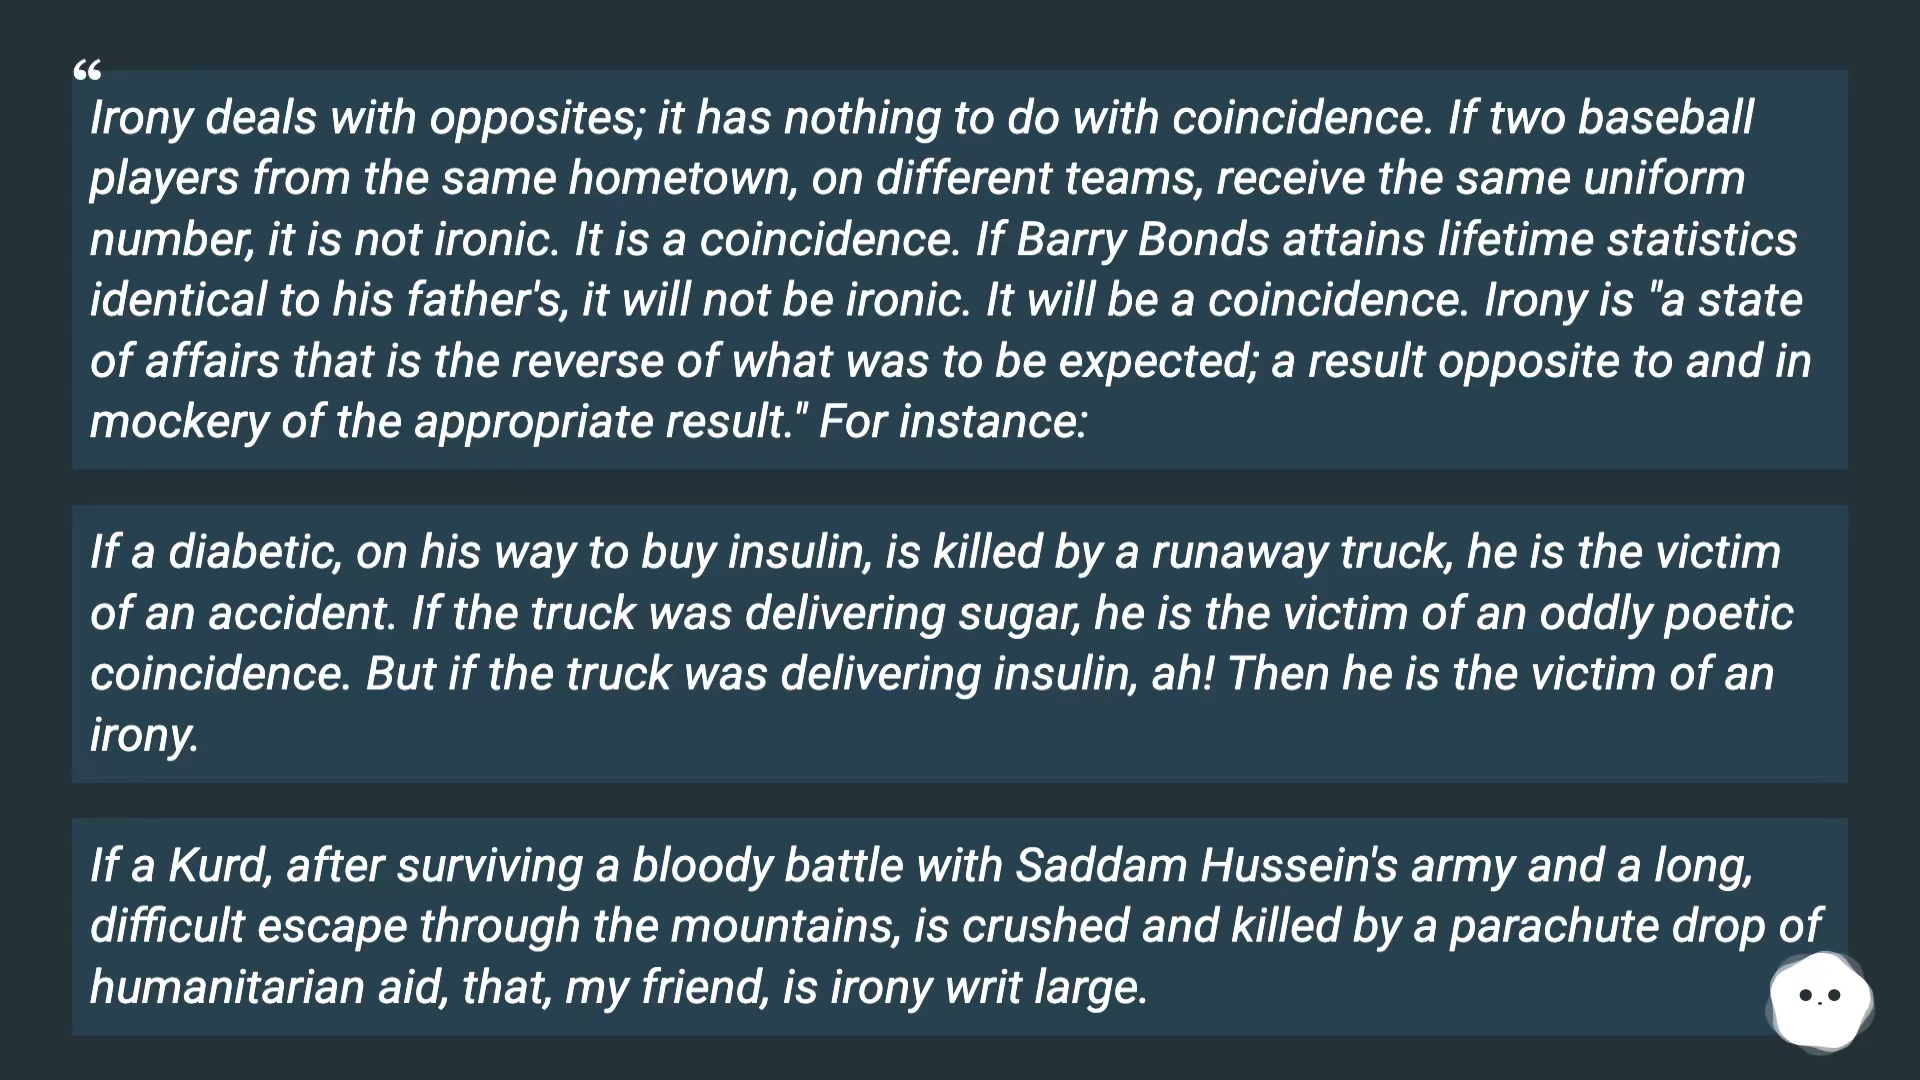 “
Irony deals with opposites; it has nothing to do with coincidence. If two baseball
players from the same hometown, on different teams, receive the same uniform
number, it is not ironic. It is a coincidence. If Barry Bonds attains lifetime statistics
identical to his father's, it will not be ironic. It will be a coincidence. Irony is "a state
of affairs that is the reverse of what was to be expected; a result opposite to and in
mockery of the appropriate result." For instance:
If a diabetic, on his way to buy insulin, is killed by a runaway truck, he is the victim
of an accident. If the truck was delivering sugar, he is the victim of an oddly poetic
coincidence. But if the truck was delivering insulin, ah! Then he is the victim of an
irony.
If a Kurd, after surviving a bloody battle with Saddam Hussein's army and a long,
difficult escape through the mountains, is crushed and killed by a parachute drop of
humanitarian aid, that, my friend, is irony writ large.